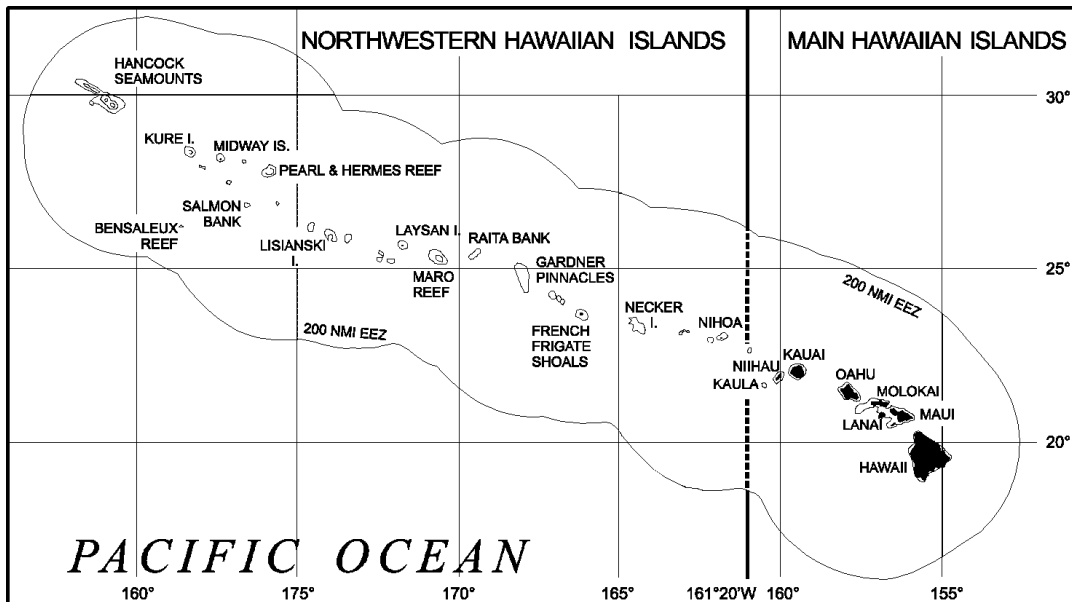 NORTHWESTERN HAWAIIAN ISLANDS
MAIN HAWAIIAN ISLANDS
HANCOCK
SEAMOUNTS
30°
KURE I.
MIDWAY IS.
PEARL & HERMES REEF
SALMON
BANK
BENSALEUX
REEF
LISIANSKI
I.
LAYSAN I.
RAITA BANK
MARO
REEF
GARDNER
PINNACLES
25°
200 NMI EEZ
200 NMI EEZ
NECKER
I.
NIHOA
FRENCH
FRIGATE
SHOALS
NIIHAU
KAUAI
KAULA
OAHU
MOLOKAI
LANAI
MAUI
20°
HAWAII
PACIFIC OCEAN
160°
175°
170°
165°
161°20'W
160°
155°